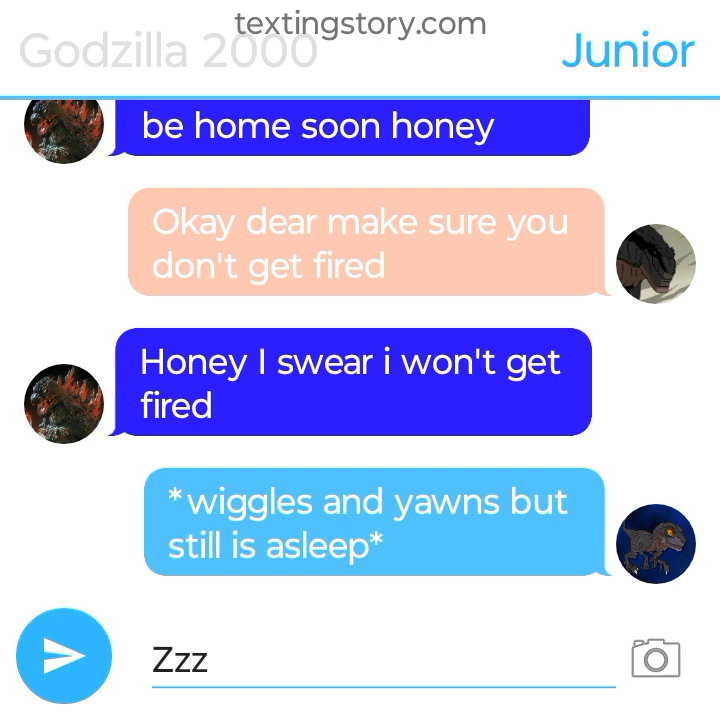 textingstory.com
Godzilla 2000
Junior
be home soon honey
Okay dear make sure you
don't get fired
Honey I swear i won't get
fired
*wiggles and yawns but
still is asleep*
Zzz